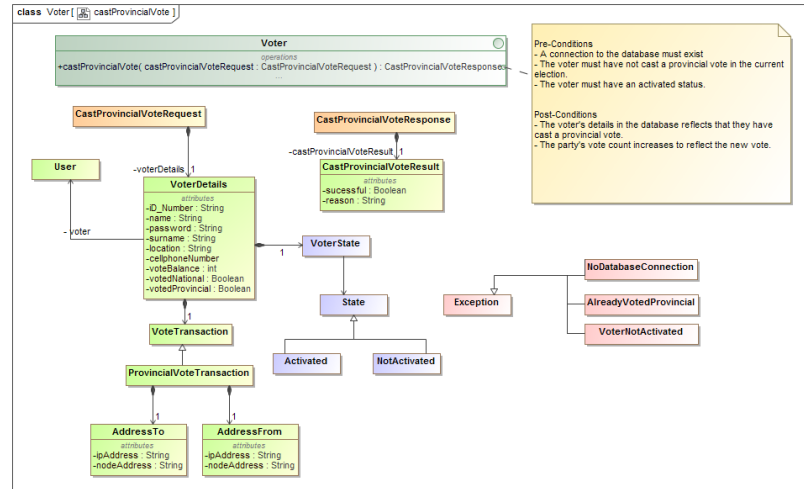 class Voter [ castProvincialVote ]
Voter
operations
+castProvincialVote( castProvincialVoteRequest : CastProvincialVoteRequest ) : CastProvincialVoteResponse
...
Pre-Conditions
- A connection to the database must exist
- The voter must have not cast a provincial vote in the current
election.
- The voter must have an activated status.
Post-Conditions
- The voter's details in the database reflects that they have
cast a provincial vote.
- The party's vote count increases to reflect the new vote.
CastProvincialVoteRequest
CastProvincialVoteResponse
-voterDetails
1
-castProvincialVoteResult
1
User
- voter
VoterDetails
attributes
-iD_Number : String
-name : String
-password : String
-surname : String
-location : String
-cellphoneNumber
-voteBalance : int
-votedNational : Boolean
-votedProvincial : Boolean
CastProvincialVoteResult
attributes
-sucessful : Boolean
-reason : String
1
VoterState
State
Activated
NotActivated
Exception
NoDatabaseConnection
AlreadyVotedProvincial
VoterNotActivated
1
VoteTransaction
ProvincialVoteTransaction
1
1
AddressTo
attributes
-ipAddress : String
-nodeAddress : String
AddressFrom
attributes
-ipAddress : String
-nodeAddress : String